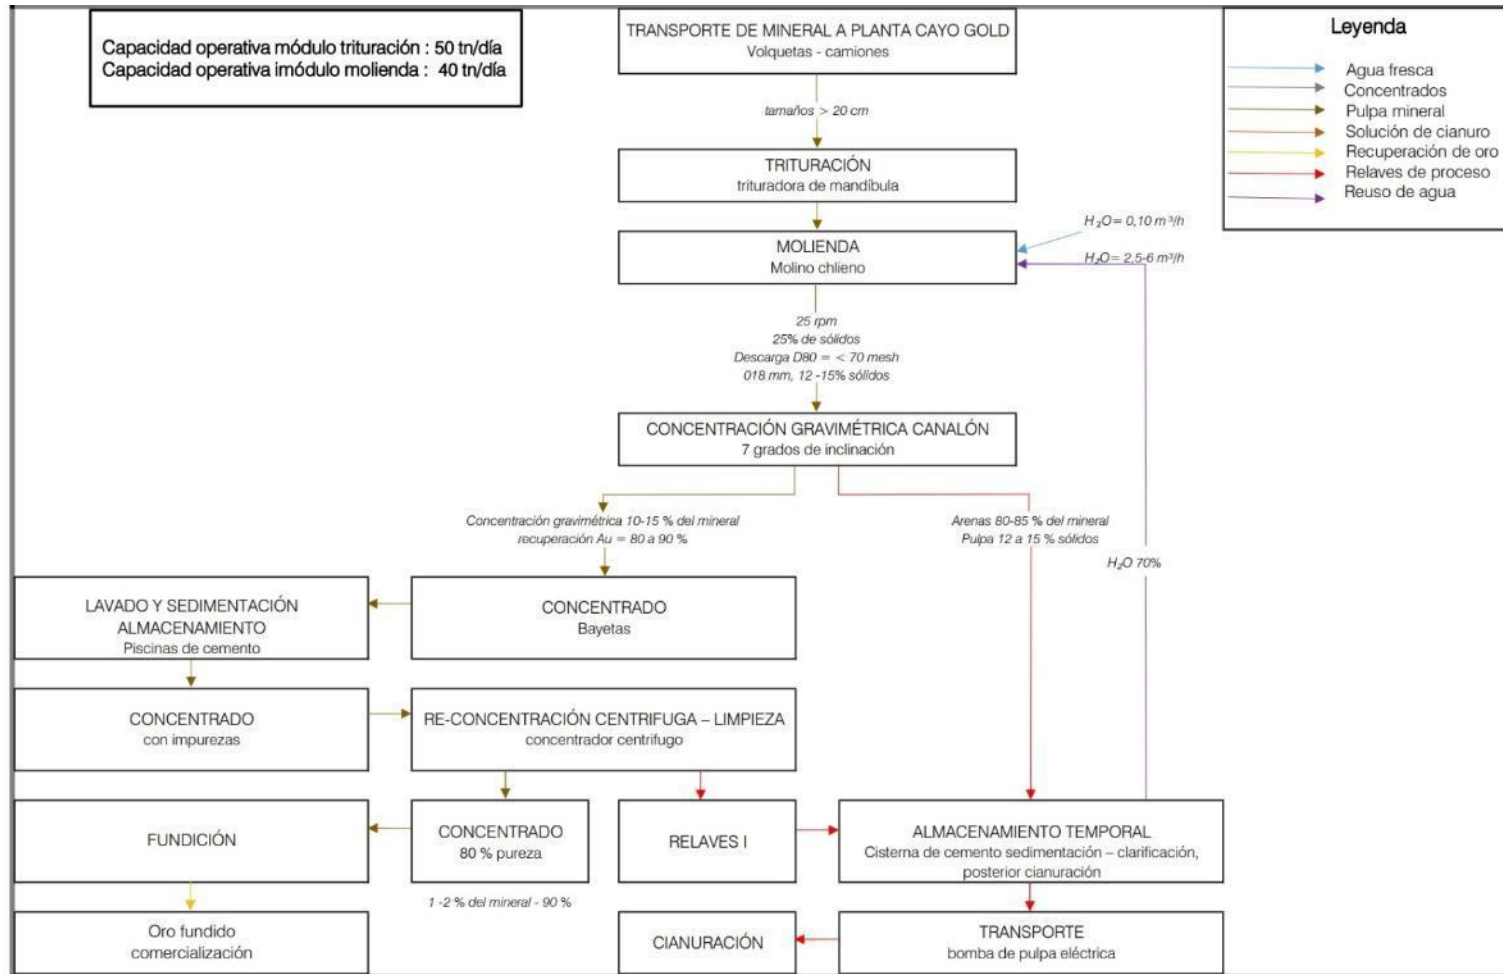 Capacidad operativa módulo trituración : 50 tn/día
Capacidad operativa imódulo molienda : 40 tn/día
TRANSPORTE DE MINERAL A PLANTA CAYO GOLD
Volquetas - camiones
Leyenda
Agua fresca
Concentrados
Pulpa mineral
Solución de cianuro
Recuperación de oro
Relaves de proceso
Reuso de agua
tamaños > 20 cm
TRITURACIÓN
trituradora de mandíbula
MOLIENDA
Molino chlieno
H₂O= 0,10 m³/h
H₂O= 2,5-6 m³/h
25 rpm
25% de sólidos
Descarga D80 = < 70 mesh
018 mm, 12 -15% sólidos
CONCENTRACIÓN GRAVIMÉTRICA CANALÓN
7 grados de inclinación
Concentración gravimétrica 10-15 % del mineral
recuperación Au = 80 a 90 %
Arenas 80-85 % del mineral
Pulpa 12 a 15 % sólidos
H₂O 70%
LAVADO Y SEDIMENTACIÓN
ALMACENAMIENTO
Piscinas de cemento
CONCENTRADO
Bayetas
CONCENTRADO
con impurezas
RE-CONCENTRACIÓN CENTRIFUGA – LIMPIEZA
concentrador centrifugo
FUNDICIÓN
CONCENTRADO
80 % pureza
RELAVES I
ALMACENAMIENTO TEMPORAL
Cisterna de cemento sedimentación – clarificación,
posterior cianuración
1 -2 % del mineral - 90 %
Oro fundido
comercialización
CIANURACIÓN
TRANSPORTE
bomba de pulpa eléctrica